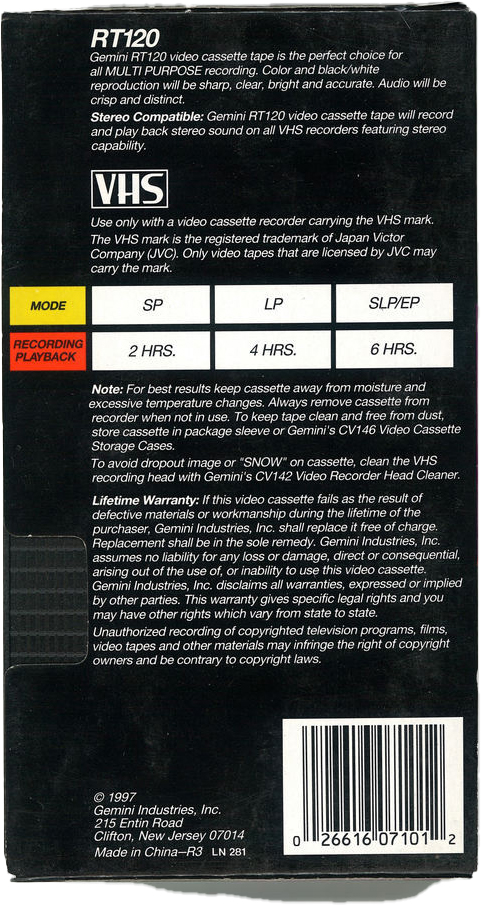 RT120
Gemini RT120 video cassette tape is the perfect choice for
all MULTI PURPOSE recording. Color and black/white
reproduction will be sharp, clear, bright and accurate. Audio will be
crisp and distinct.
Stereo Compatible: Gemini RT120 video cassette tape will record
and play back stereo sound on all VHS recorders featuring stereo
capability.
VHS
Use only with a video cassette recorder carrying the VHS mark.
The VHS mark is the registered trademark of Japan Victor
Company (JVC). Only video tapes that are licensed by JVC may
carry the mark.
MODE SP LP SLP/EP
RECORDING
PLAYBACK 2 HRS. 4 HRS. 6 HRS.
Note: For best results keep cassette away from moisture and
excessive temperature changes. Always remove cassette from
recorder when not in use. To keep tape clean and free from dust,
store cassette in package sleeve or Gemini's CV146 Video Cassette
Storage Cases.
To avoid dropout image or "SNOW" on cassette, clean the VHS
recording head with Gemini's CV142 Video Recorder Head Cleaner.
Lifetime Warranty: If this video cassette fails as the result of
defective materials or workmanship during the lifetime of the
purchaser, Gemini Industries, Inc. shall replace it free of charge.
Replacement shall be in the sole remedy. Gemini Industries, Inc.
assumes no liability for any loss or damage, direct or consequential,
arising out of the use of, or inability to use this video cassette.
Gemini Industries, Inc. disclaims all warranties, expressed or implied
by other parties. This warranty gives specific legal rights and you
may have other rights which vary from state to state.
Unauthorized recording of copyrighted television programs, films,
video tapes and other materials may infringe the right of copyright
owners and be contrary to copyright laws.
© 1997
Gemini Industries, Inc.
215 Entin Road
Clifton, New Jersey 07014
Made in China—R3 LN 281
0 26616 07101 2